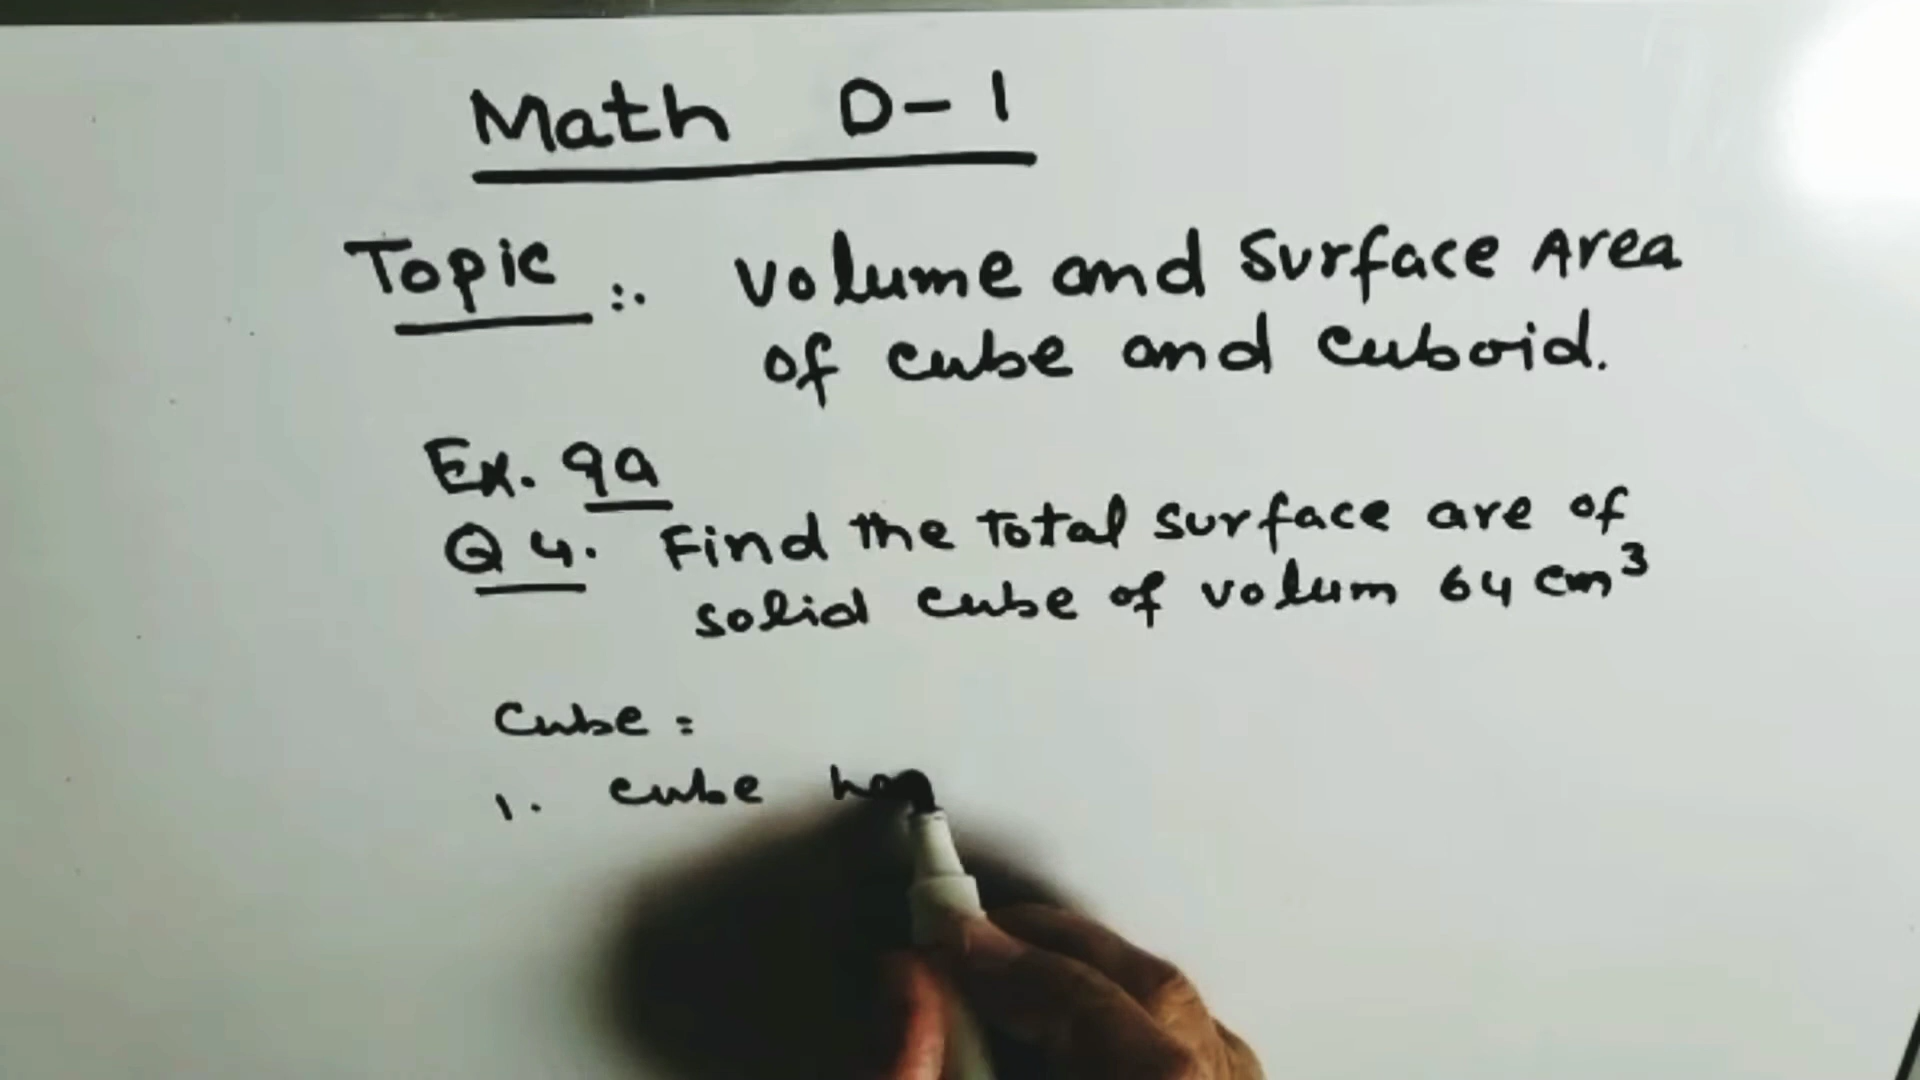 Math D-1
Topic :. Volume and Surface Area
of cube and cuboid.
Ex. 9a
Q 4. Find the Total surface are of
solid cube of volum 64 cm³
Cube :
1. cube has